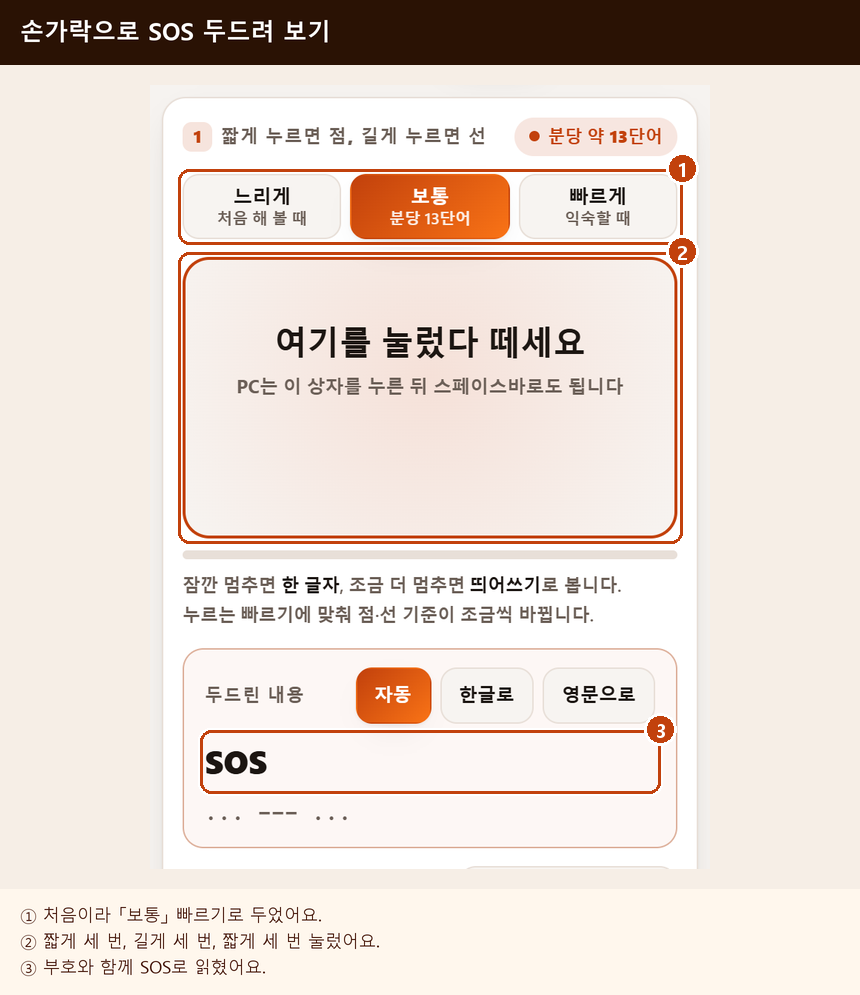 손가락으로 SOS 두드려 보기
1 짧게 누르면 점, 길게 누르면 선
● 분당 약 13단어
1
느리게
처음 해 볼 때
보통
분당 13단어
빠르게
익숙할 때
2
여기를 눌렀다 떼세요
PC는 이 상자를 누른 뒤 스페이스바로도 됩니다
잠깐 멈추면 한 글자, 조금 더 멈추면 띄어쓰기로 봅니다.
누르는 빠르기에 맞춰 점·선 기준이 조금씩 바뀝니다.
두드린 내용
자동
한글로
영문으로
3
SOS
... --- ...
① 처음이라 「보통」 빠르기로 두었어요.
② 짧게 세 번, 길게 세 번, 짧게 세 번 눌렀어요.
③ 부호와 함께 SOS로 읽혔어요.